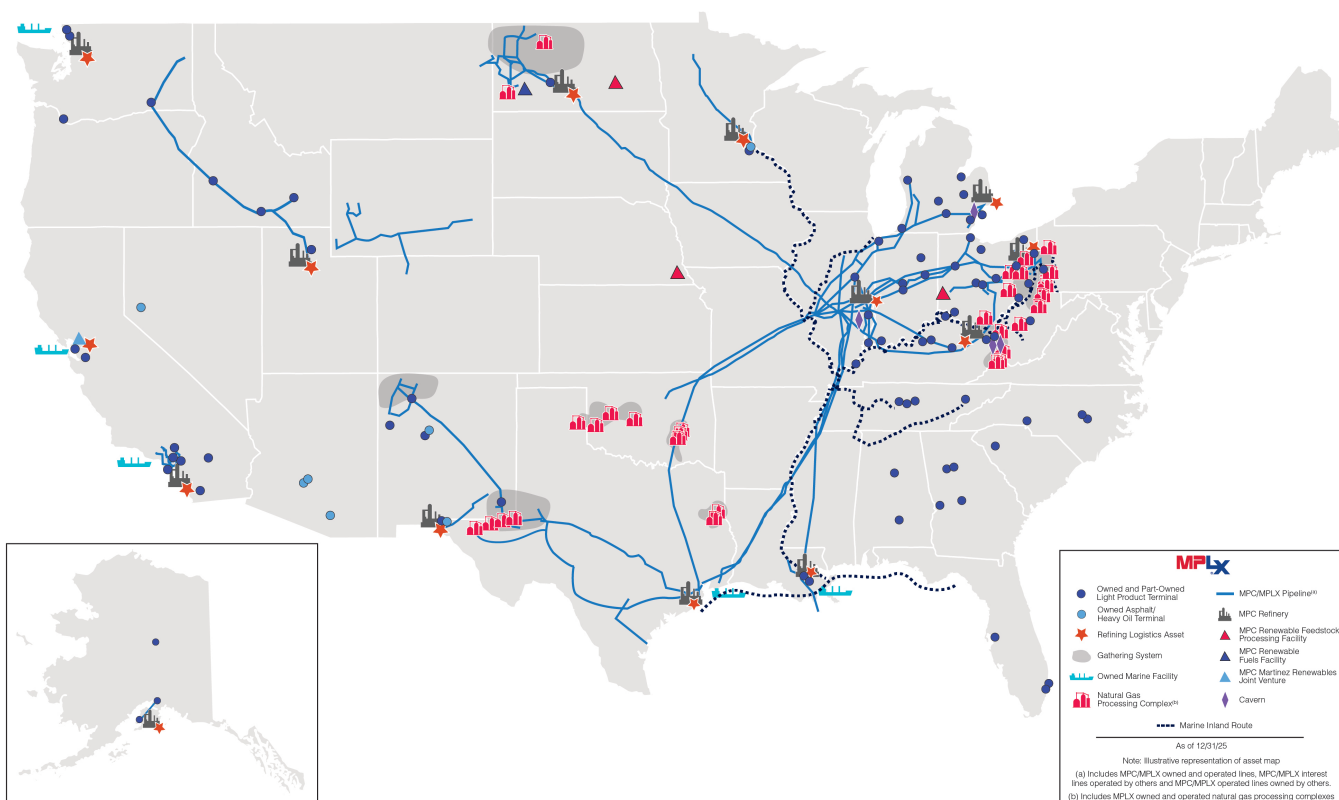 MPLX
Owned and Part-Owned
Light Product Terminal
Owned Asphalt/
Heavy Oil Terminal
Refining Logistics Asset
Gathering System
Owned Marine Facility
Natural Gas
Processing Complex(b)
MPC/MPLX Pipeline(a)
MPC Refinery
MPC Renewable Feedstock
Processing Facility
MPC Renewable
Fuels Facility
MPC Martinez Renewables
Joint Venture
Cavern
Marine Inland Route
As of 12/31/25
Note: Illustrative representation of asset map
(a) Includes MPC/MPLX owned and operated lines, MPC/MPLX interest
lines operated by others and MPC/MPLX operated lines owned by others.
(b) Includes MPLX owned and operated natural gas processing complexes